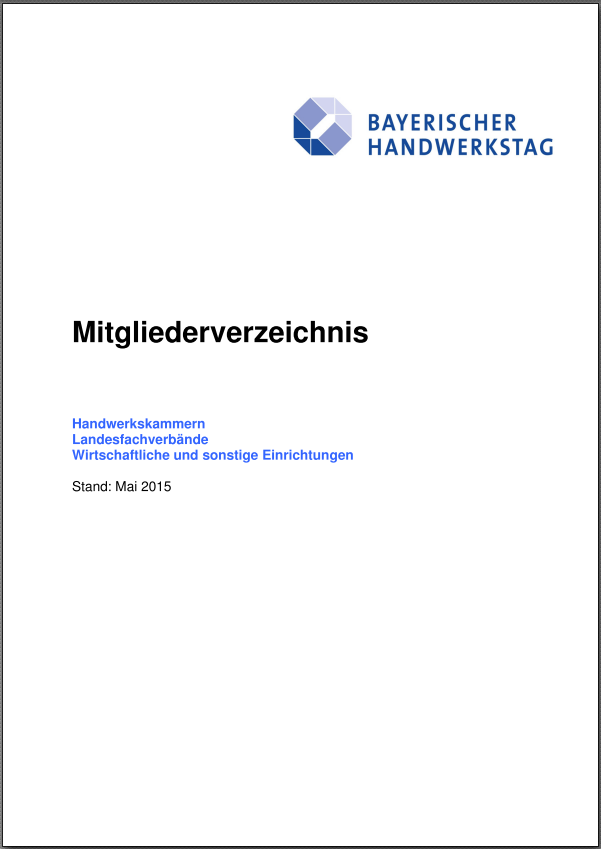 BAYERISCHER
HANDWERKSTAG
Mitgliederverzeichnis
Handwerkskammern
Landesfachverbände
Wirtschaftliche und sonstige Einrichtungen
Stand: Mai 2015